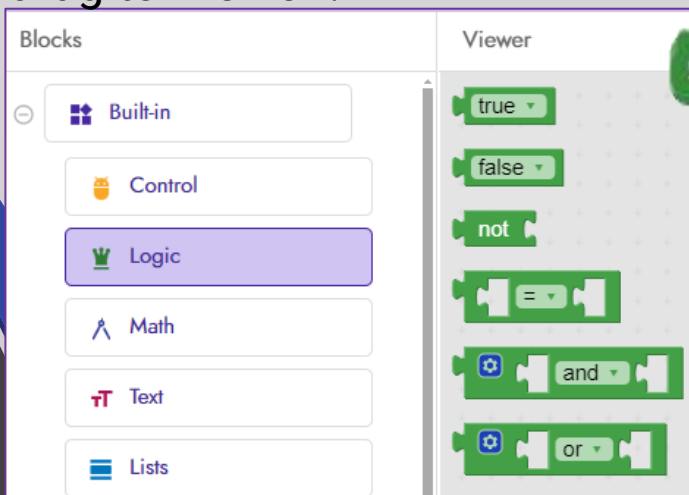 Blocks
Viewer
Built-in
Control
Logic
Math
Text
Lists
true
false
not
=
and
or